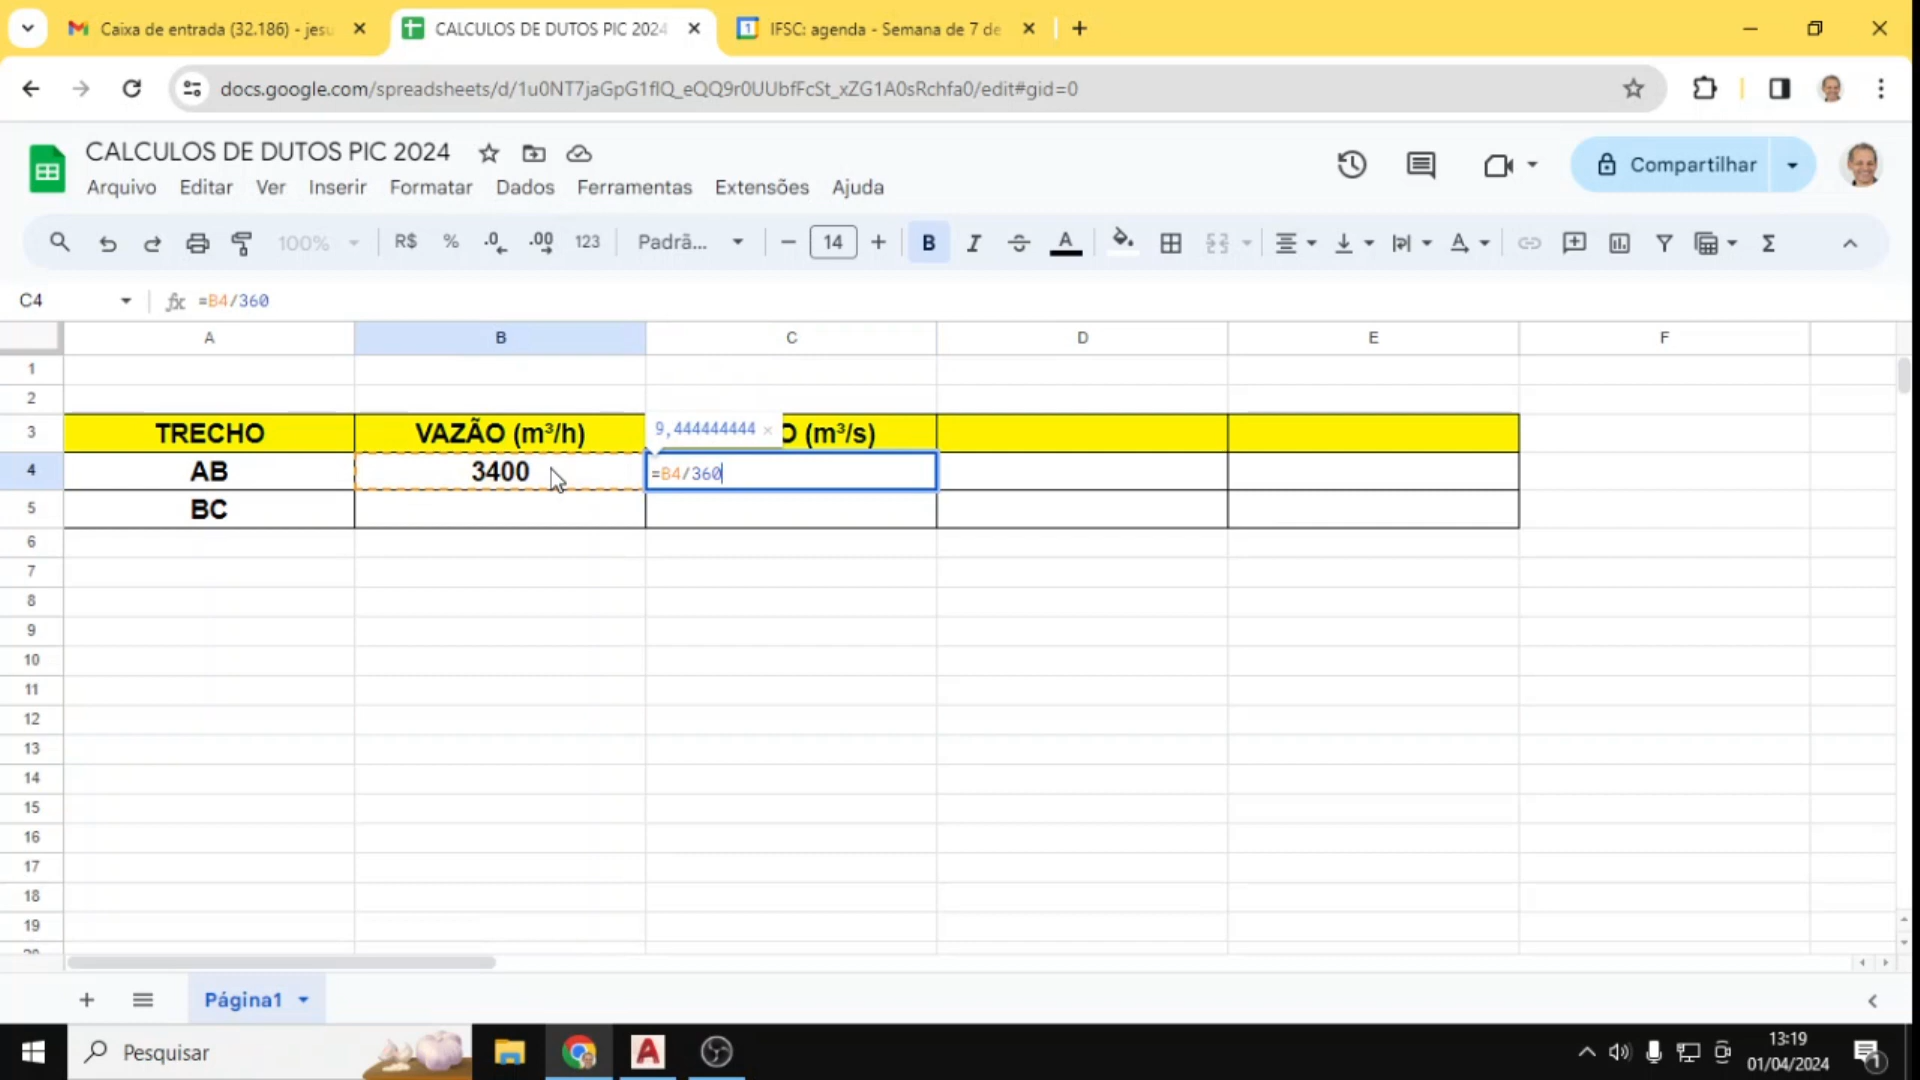 Caixa de entrada (32.186) - jesu
CALCULOS DE DUTOS PIC 2024
IFSC: agenda - Semana de 7 de
docs.google.com/spreadsheets/d/1u0NT7jaGpG1flQ_eQQ9r0UUbfFcSt_xZG1A0sRchfa0/edit#gid=0
CALCULOS DE DUTOS PIC 2024
Compartilhar
Arquivo Editar Ver Inserir Formatar Dados Ferramentas Extensões Ajuda
100% R$ % .0 .00 123 Padrã... 14 B I A Σ
C4 fx =B4/360
A B C D E F
1
2
3 TRECHO VAZÃO (m³/h) 9,444444444 × O (m³/s)
4 AB 3400 =B4/360
5 BC
6
7
8
9
10
11
12
13
14
15
16
17
18
19
Página1
Pesquisar
13:19
01/04/2024
1